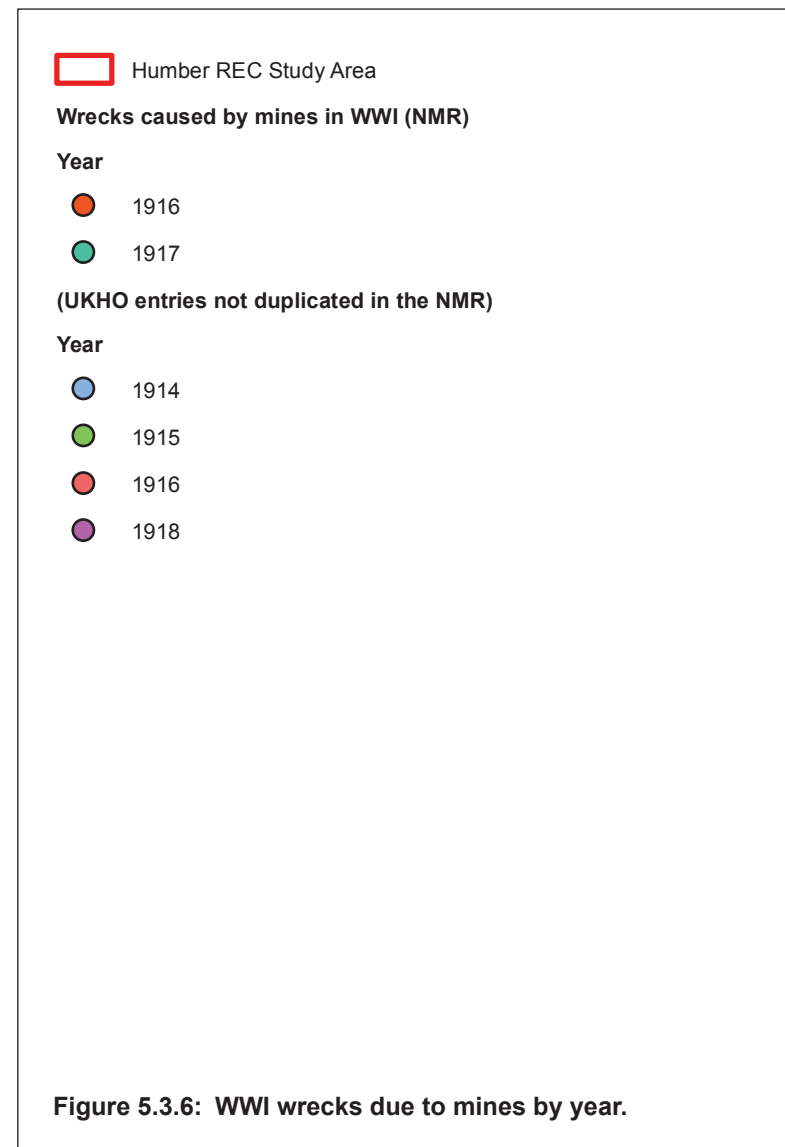 Humber REC Study Area
Wrecks caused by mines in WWI (NMR)
Year
1916
1917
(UKHO entries not duplicated in the NMR)
Year
1914
1915
1916
1918
Figure 5.3.6: WWI wrecks due to mines by year.